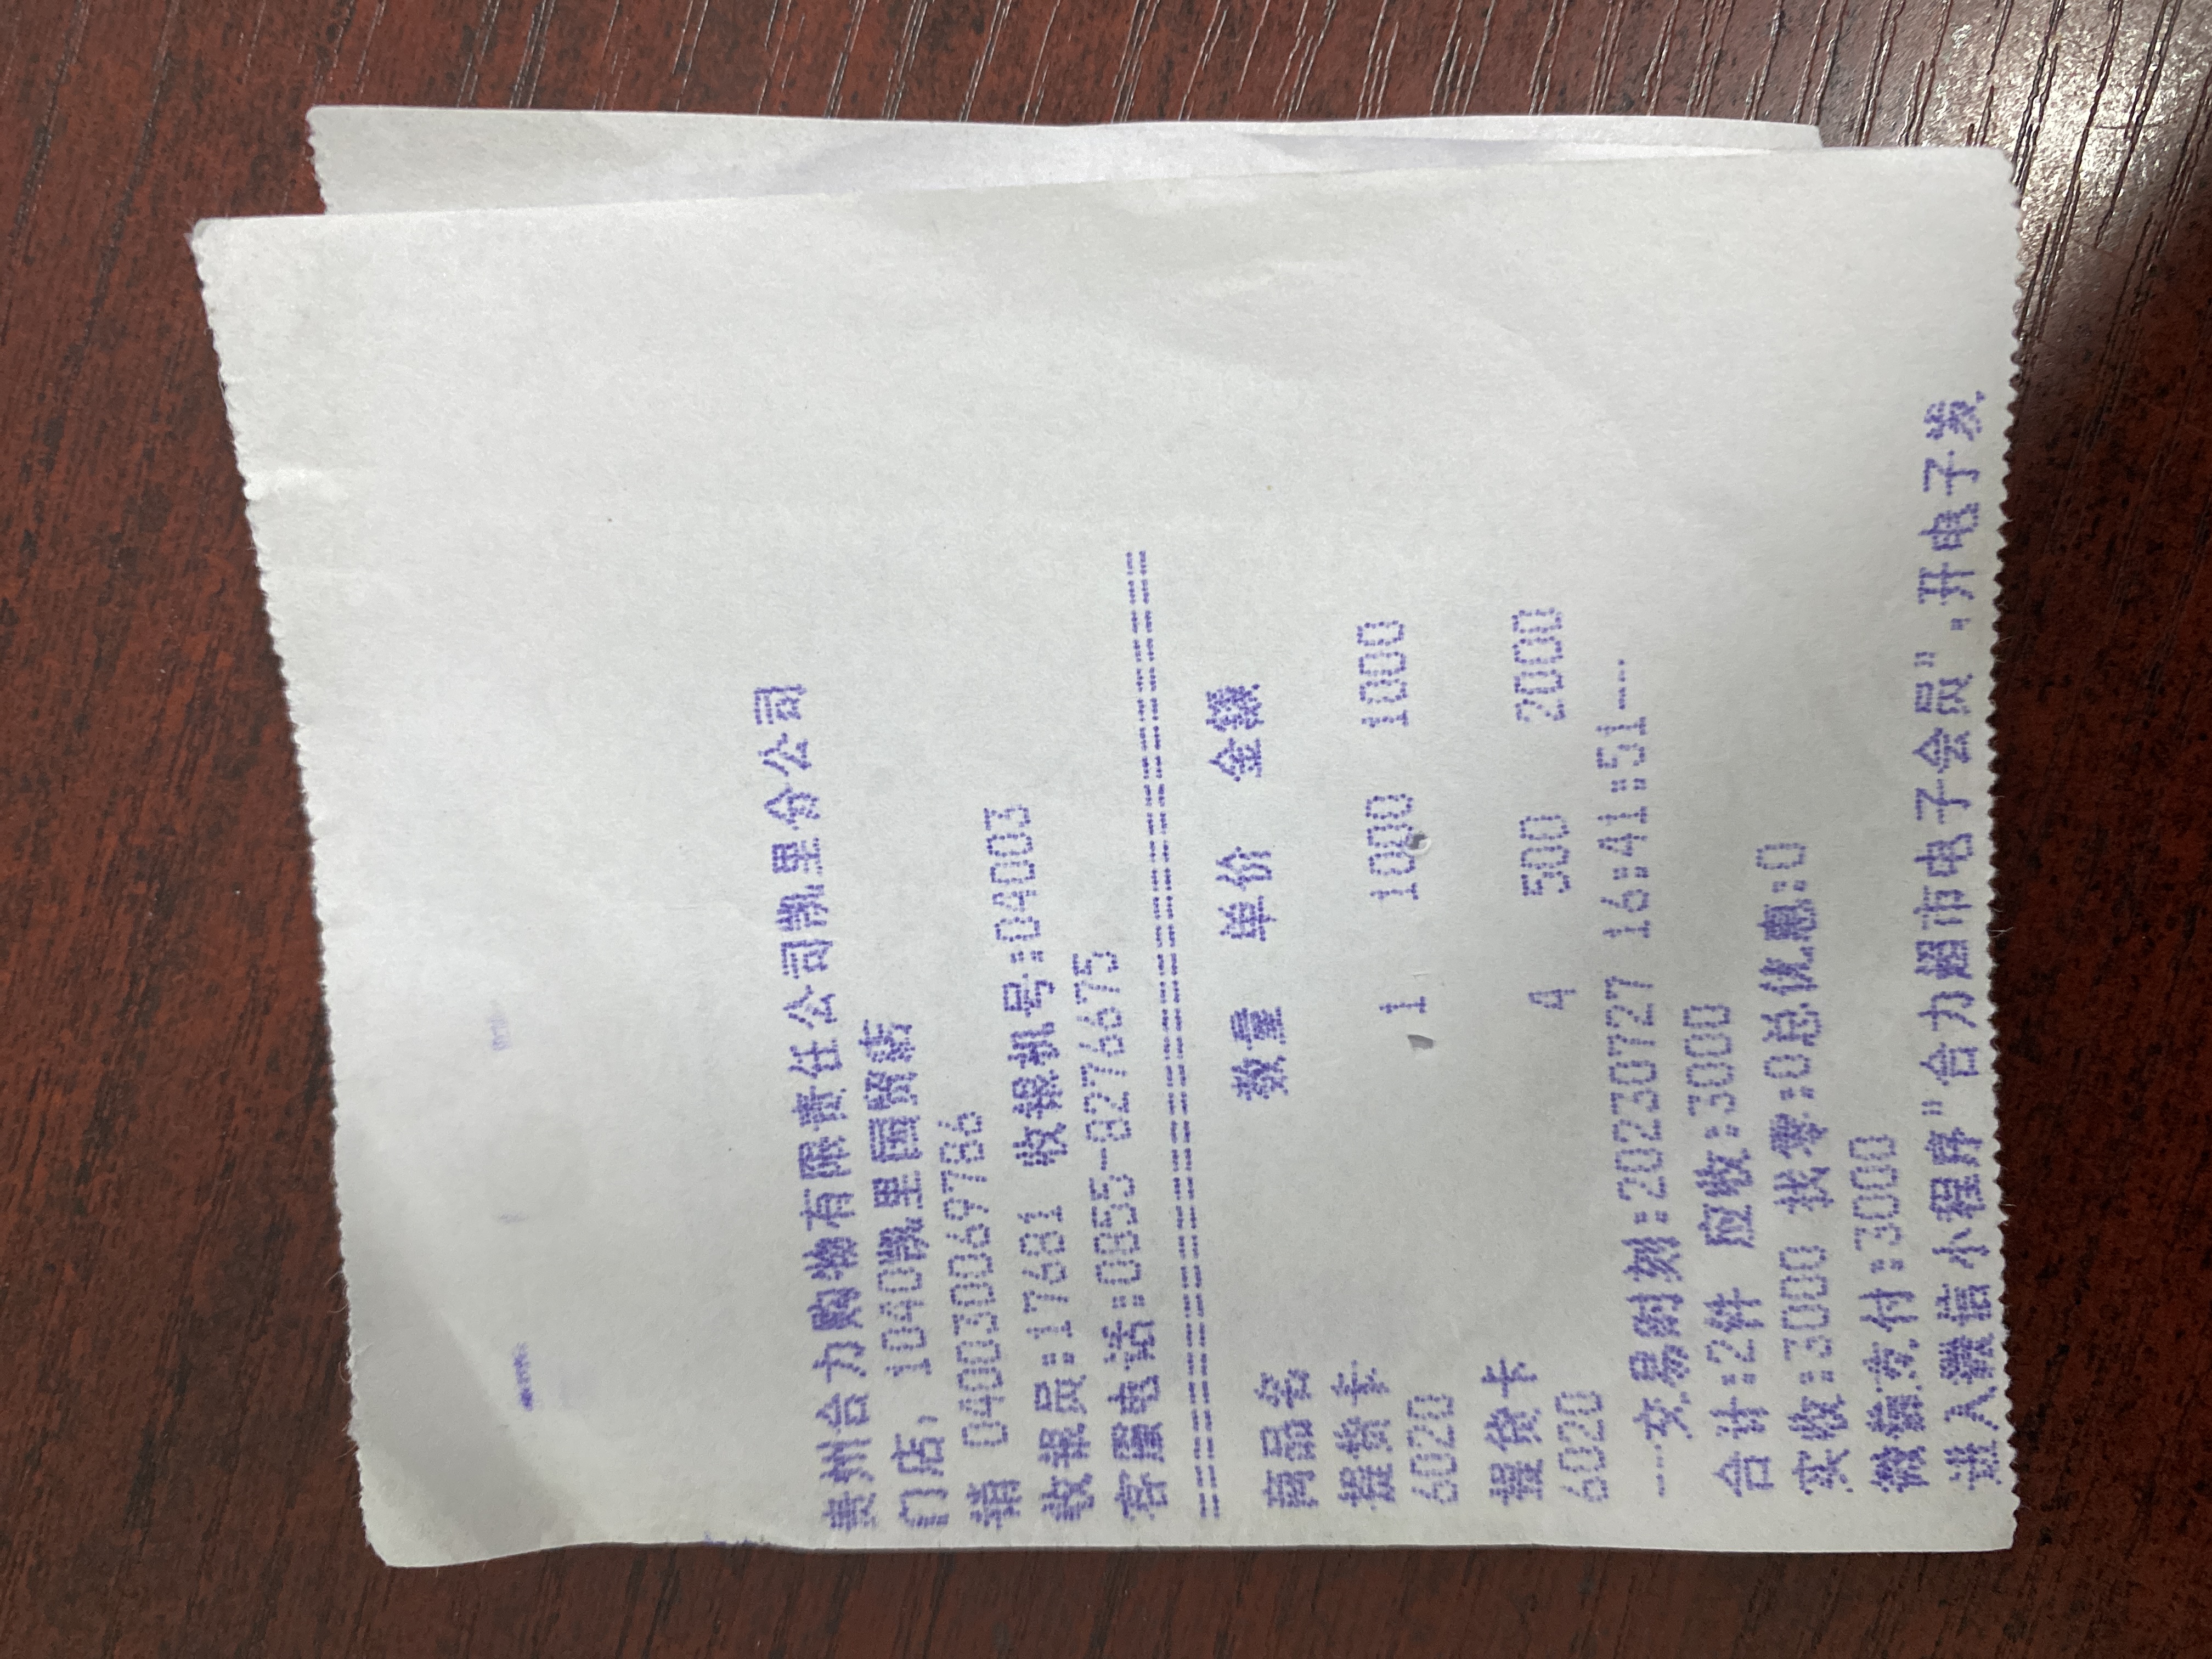 贵州合力购物有限责任公司凯里分公司
门店: 1040凯里国贸店
销 040030069786
收银员:17681 收银机号:04003
客服电话:0855-8276675
================================
商品名 数量 单价 金额
提货卡
6020 1 1000 1000
提货卡
6020 4 500 2000
----交易时刻:20230727 16:41:51----
合计:2件 应收:3000
实收:3000 找零:0总优惠:0
微信支付:3000
进入微信小程序"合力超市电子会员",开电子发